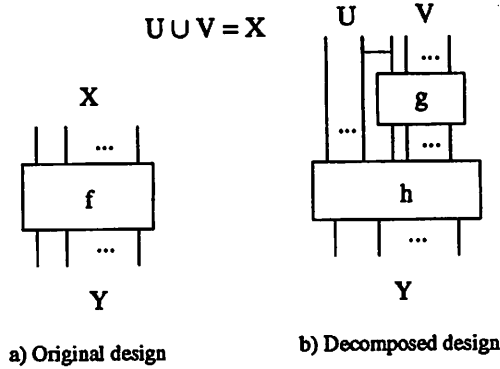 U ∪ V = X
U V
...
g
X
...
...
...
f
h
...
...
Y
Y
a) Original design
b) Decomposed design